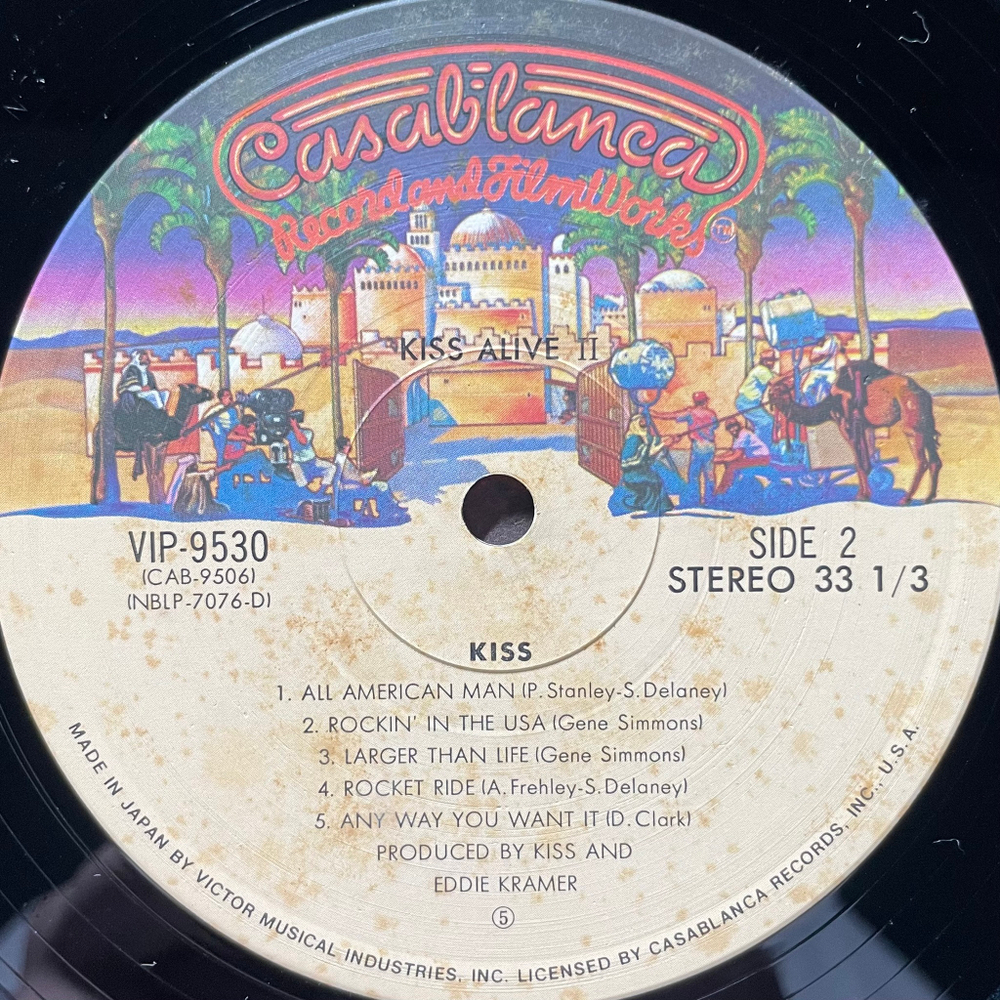 Casablanca
Record and FilmWorks TM
KISS ALIVE II
VIP-9530
(CAB-9506)
(NBLP-7076-D)
SIDE 2
STEREO 33 1/3
KISS
1. ALL AMERICAN MAN (P. Stanley-S. Delaney)
2. ROCKIN' IN THE USA (Gene Simmons)
3. LARGER THAN LIFE (Gene Simmons)
4. ROCKET RIDE (A. Frehley-S. Delaney)
5. ANY WAY YOU WANT IT (D. Clark)
PRODUCED BY KISS AND
EDDIE KRAMER
⑤
MADE IN JAPAN BY VICTOR MUSICAL INDUSTRIES, INC. LICENSED BY CASABLANCA RECORDS, INC., U.S.A.